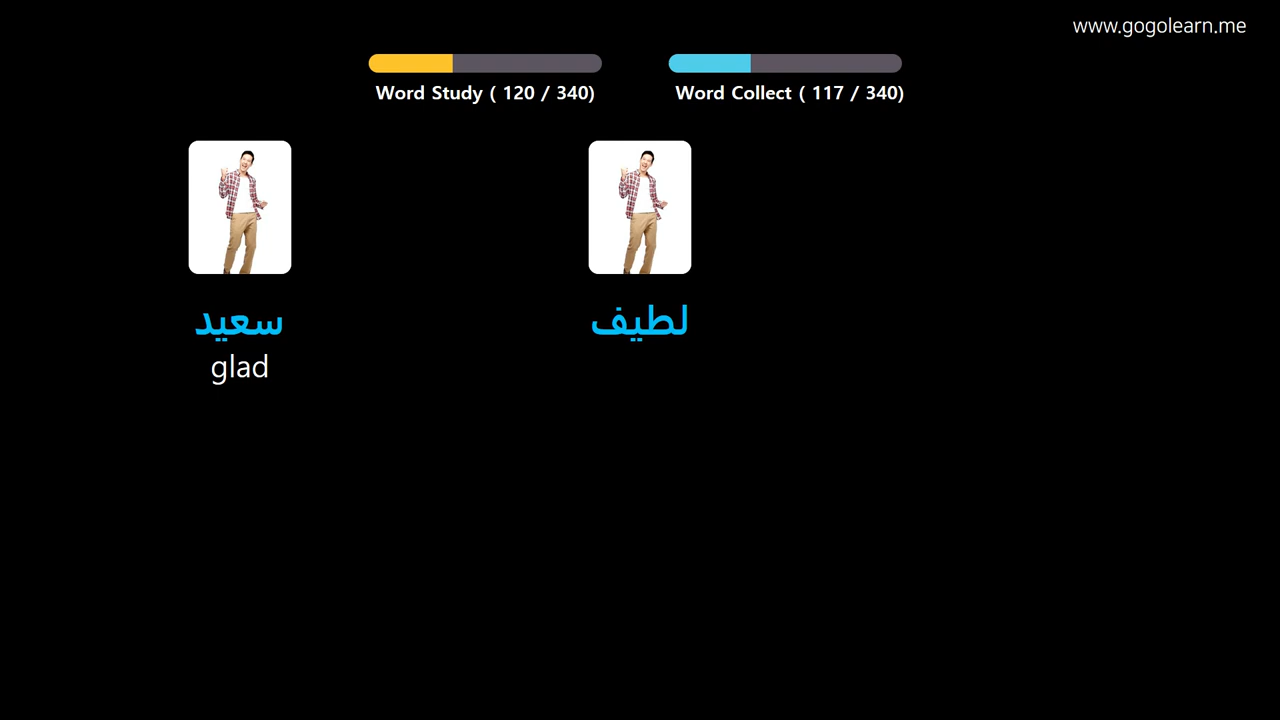 www.gogolearn.me
Word Study ( 120 / 340)
Word Collect ( 117 / 340)
سعيد
glad
لطيف